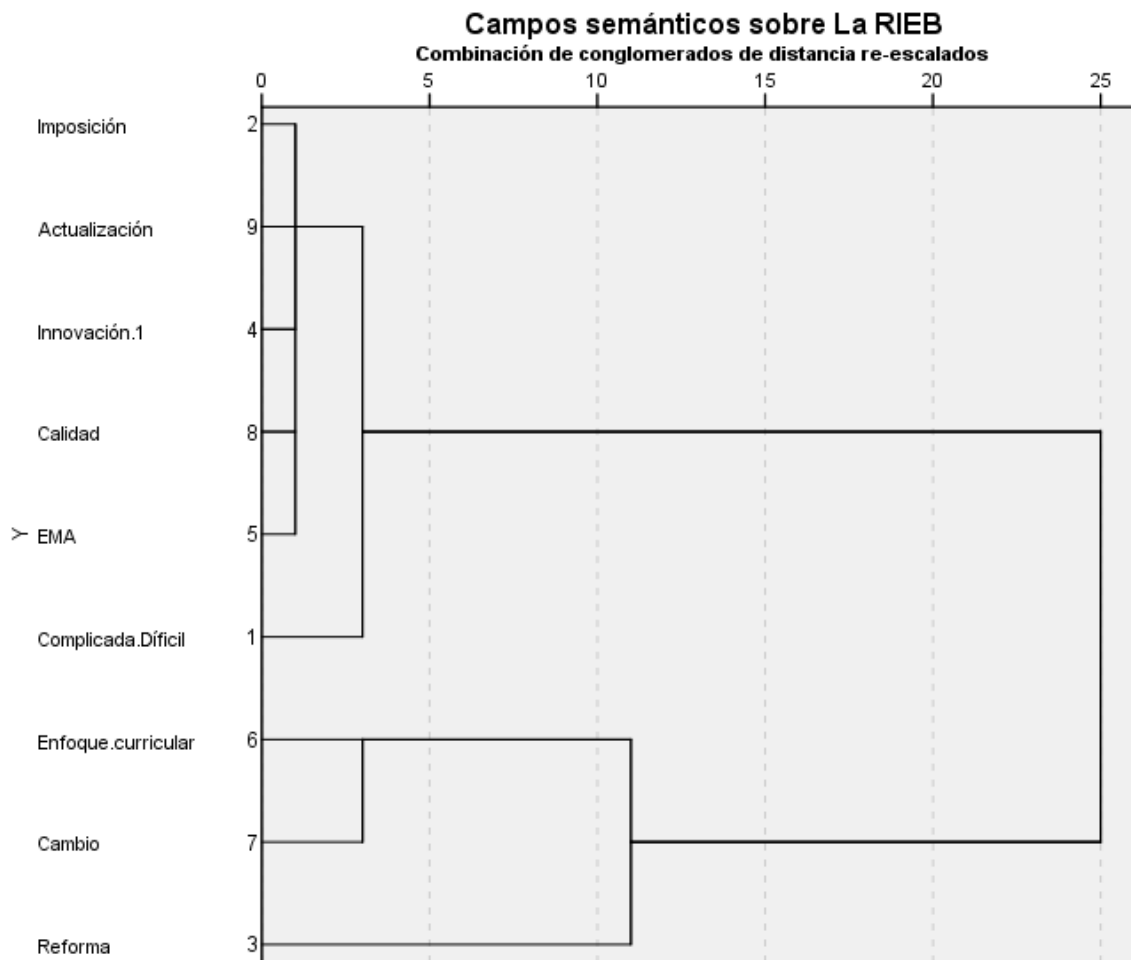 Campos semánticos sobre La RIEB
Combinación de conglomerados de distancia re-escalados
0 5 10 15 20 25
Imposición 2
Actualización 9
Innovación.1 4
Calidad 8
Y EMA 5
Complicada.Díficil 1
Enfoque.curricular 6
Cambio 7
Reforma 3